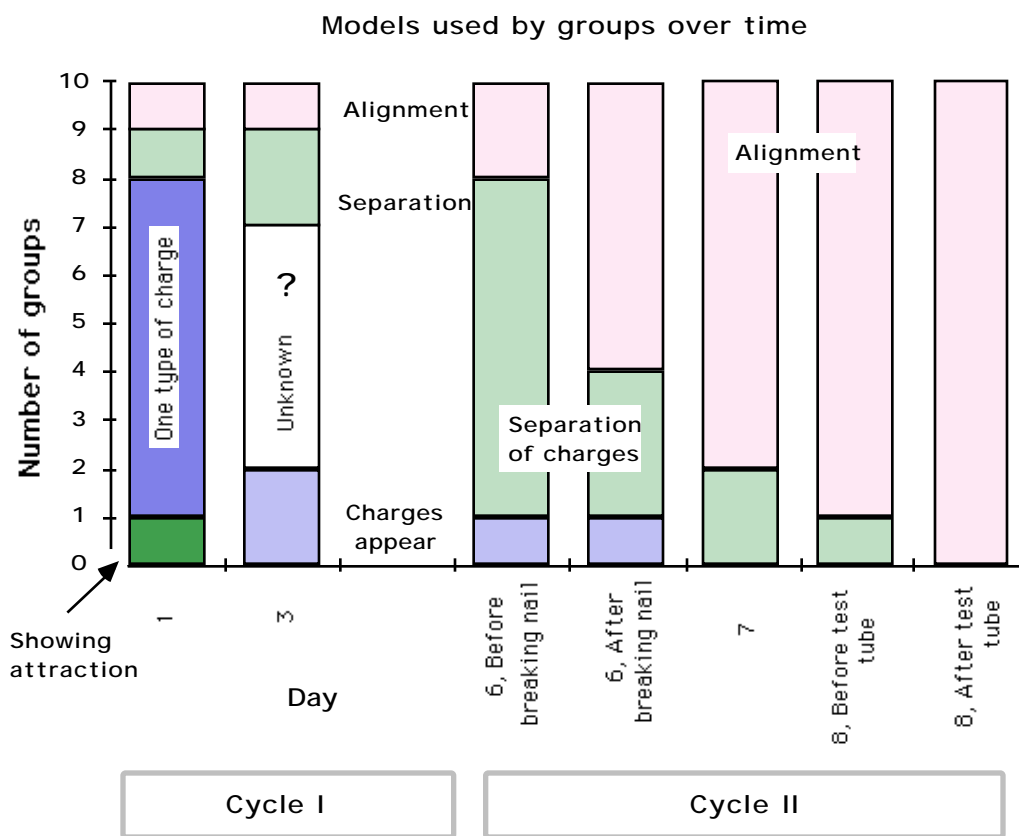 Models used by groups over time
Number of groups
10
9
8
7
6
5
4
3
2
1
0
One type of charge
?
Unknown
Alignment
Separation
Charges
appear
Separation
of charges
Alignment
Showing
attraction
1
3
6, Before
breaking nail
6, After
breaking nail
7
8, Before test
tube
8, After test
tube
Day
Cycle I
Cycle II